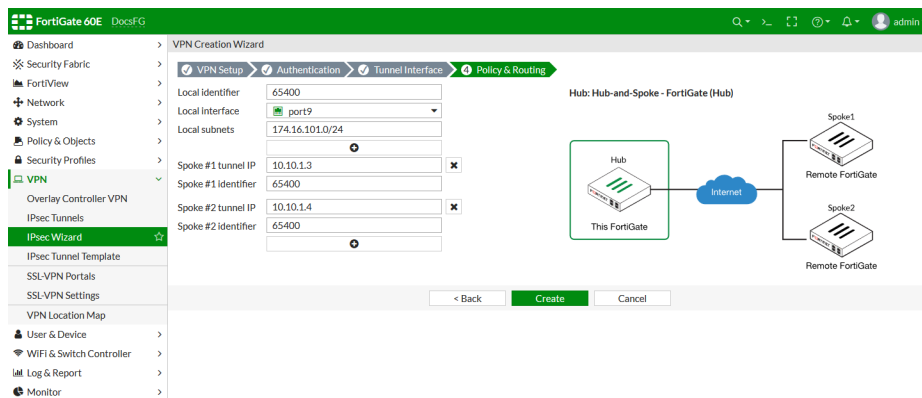 FortiGate 60E DocsFG
admin
Dashboard
Security Fabric
FortiView
Network
System
Policy & Objects
Security Profiles
VPN
Overlay Controller VPN
IPsec Tunnels
IPsec Wizard
IPsec Tunnel Template
SSL-VPN Portals
SSL-VPN Settings
VPN Location Map
User & Device
WiFi & Switch Controller
Log & Report
Monitor
VPN Creation Wizard
VPN Setup Authentication Tunnel Interface 4 Policy & Routing
Local identifier 65400
Local interface port9
Local subnets 174.16.101.0/24
Spoke #1 tunnel IP 10.10.1.3
Spoke #1 identifier 65400
Spoke #2 tunnel IP 10.10.1.4
Spoke #2 identifier 65400
Hub: Hub-and-Spoke - FortiGate (Hub)
Hub
This FortiGate
Internet
Spoke1
Remote FortiGate
Spoke2
Remote FortiGate
< Back Create Cancel